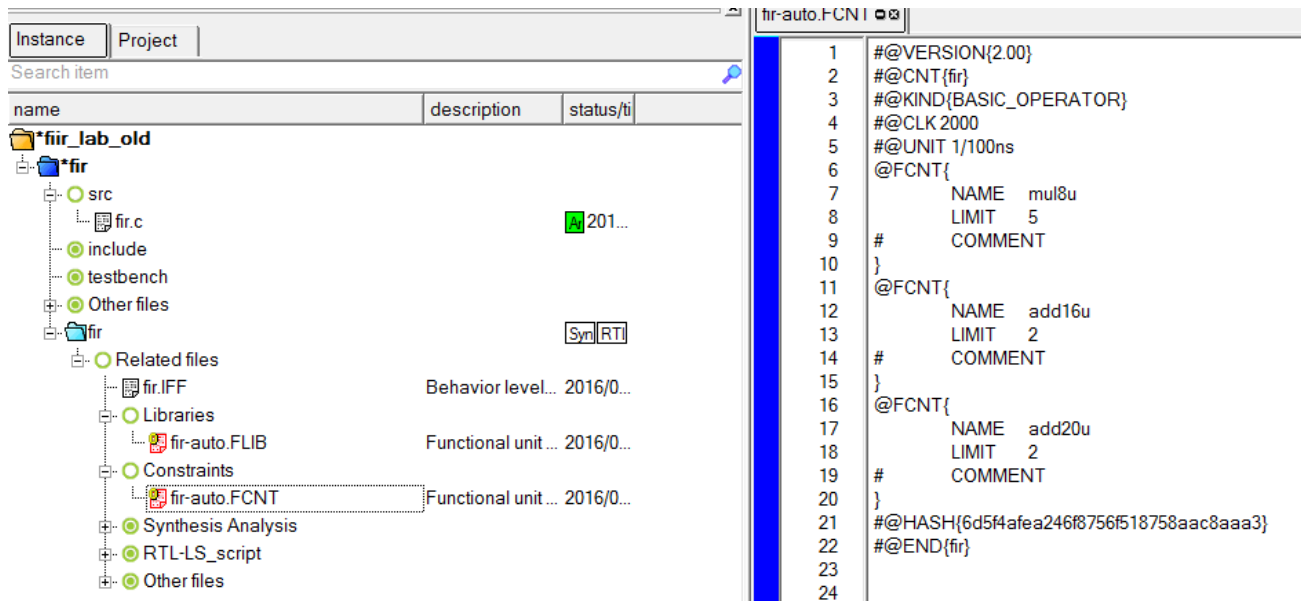 Instance Project
Search item
name description status/ti
*fiir_lab_old
*fir
src
fir.c Ar 201...
include
testbench
Other files
fir Syn RTI
Related files
fir.IFF Behavior level... 2016/0...
Libraries
fir-auto.FLIB Functional unit ... 2016/0...
Constraints
fir-auto.FCNT Functional unit ... 2016/0...
Synthesis Analysis
RTL-LS_script
Other files
fir-auto.FCNT
1 #@VERSION{2.00}
2 #@CNT{fir}
3 #@KIND{BASIC_OPERATOR}
4 #@CLK 2000
5 #@UNIT 1/100ns
6 @FCNT{
7 NAME mul8u
8 LIMIT 5
9 # COMMENT
10 }
11 @FCNT{
12 NAME add16u
13 LIMIT 2
14 # COMMENT
15 }
16 @FCNT{
17 NAME add20u
18 LIMIT 2
19 # COMMENT
20 }
21 #@HASH{6d5f4afea246f8756f518758aac8aaa3}
22 #@END{fir}
23
24